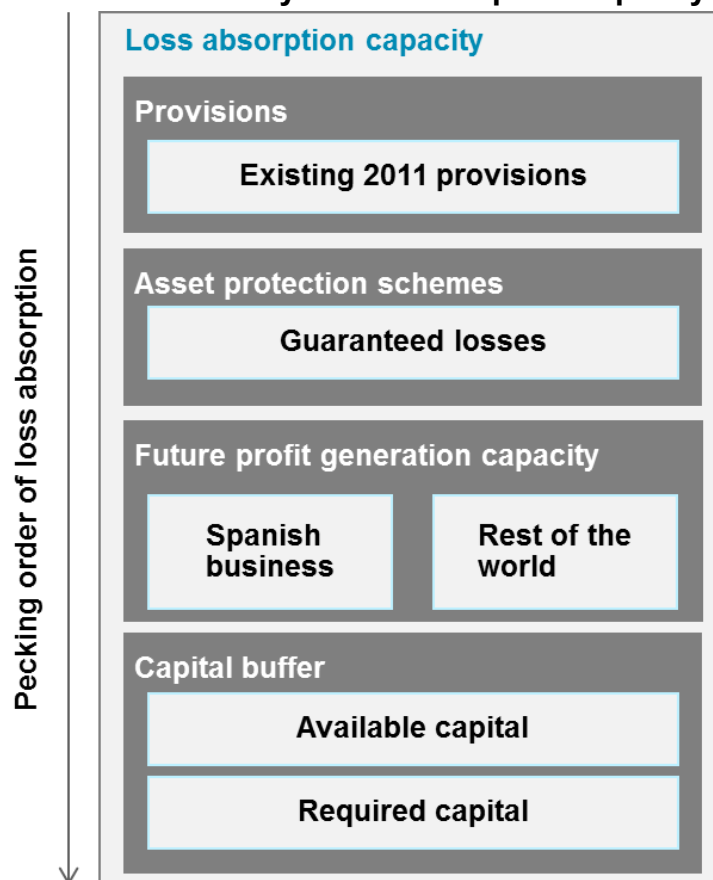 Loss absorption capacity
Provisions
Existing 2011 provisions
Asset protection schemes
Guaranteed losses
Future profit generation capacity
Spanish
business
Rest of the
world
Capital buffer
Available capital
Required capital
Pecking order of loss absorption